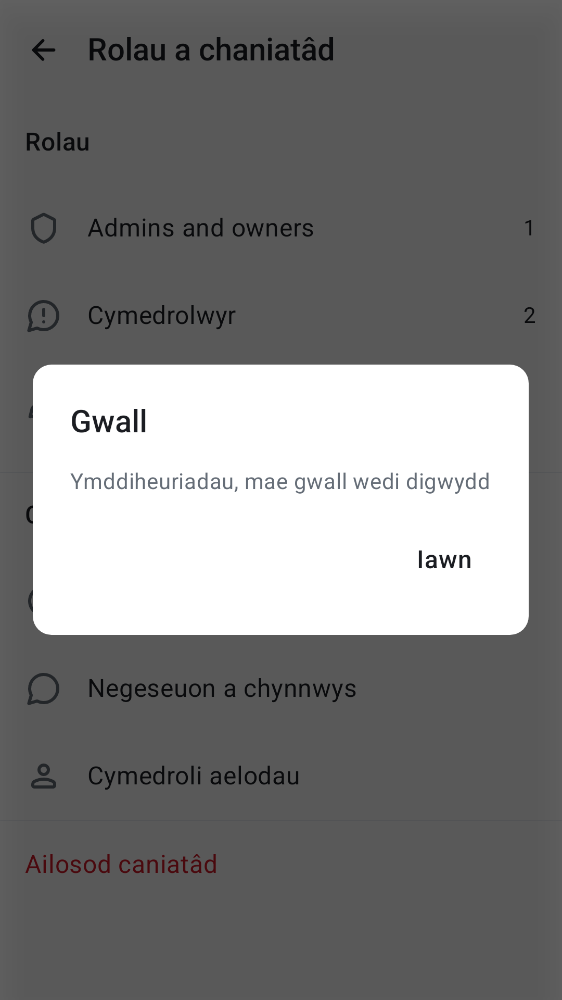 Rolau a chaniatâd
Rolau
Admins and owners 1
Cymedrolwyr 2
Gwall
Ymddiheuriadau, mae gwall wedi digwydd
Iawn
Negeseuon a chynnwys
Cymedroli aelodau
Ailosod caniatâd